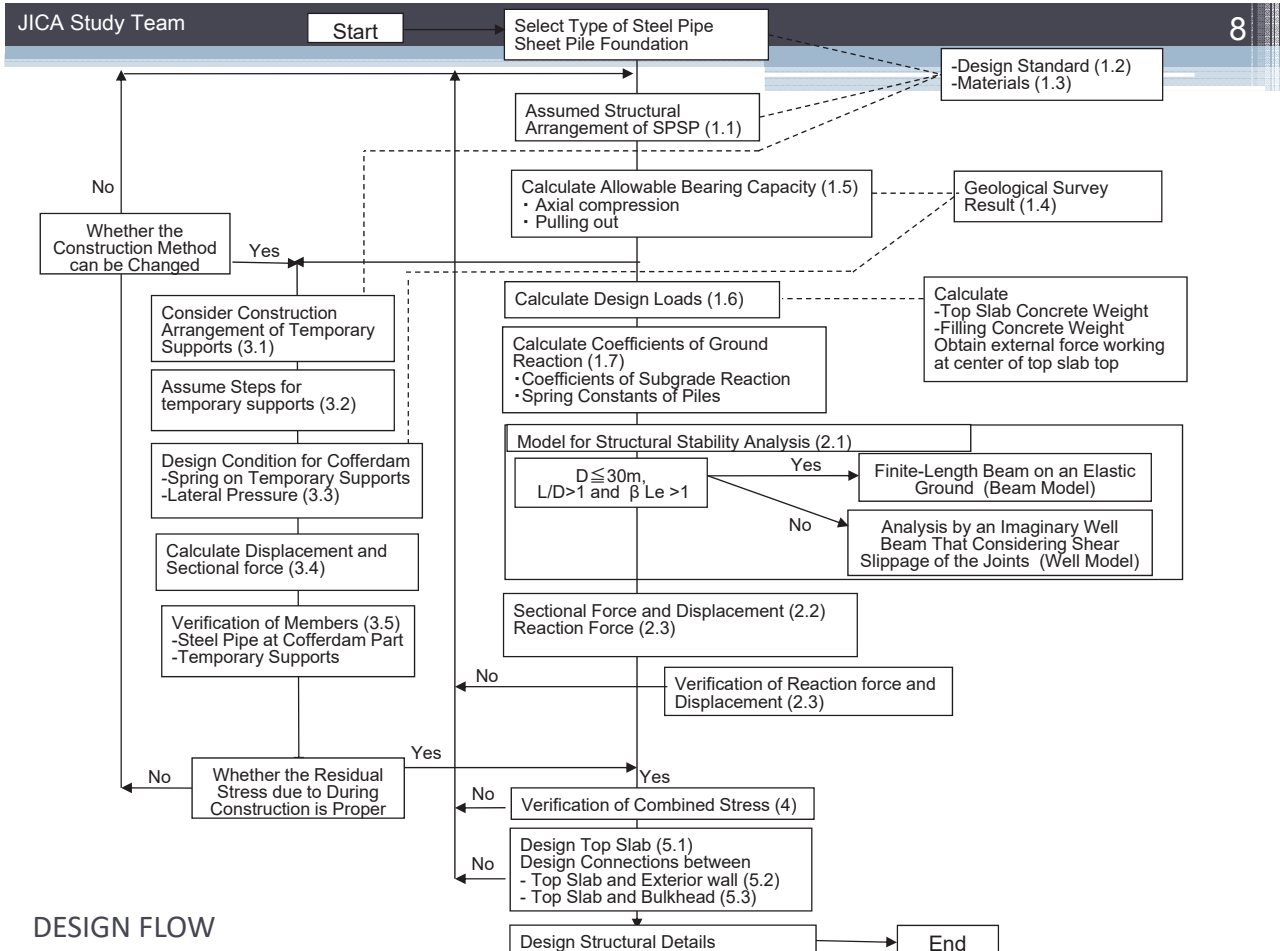 JICA Study Team
8
Start
Select Type of Steel Pipe
Sheet Pile Foundation
-Design Standard (1.2)
-Materials (1.3)
Assumed Structural
Arrangement of SPSP (1.1)
No
Calculate Allowable Bearing Capacity (1.5)
・Axial compression
・Pulling out
Geological Survey
Result (1.4)
Whether the
Construction Method
can be Changed
Yes
Consider Construction
Arrangement of Temporary
Supports (3.1)
Calculate Design Loads (1.6)
Calculate
-Top Slab Concrete Weight
-Filling Concrete Weight
Obtain external force working
at center of top slab top
Calculate Coefficients of Ground
Reaction (1.7)
・Coefficients of Subgrade Reaction
・Spring Constants of Piles
Assume Steps for
temporary supports (3.2)
Model for Structural Stability Analysis (2.1)
D≦30m,
L/D>1 and β Le >1
Yes
Finite-Length Beam on an Elastic
Ground (Beam Model)
No
Analysis by an Imaginary Well
Beam That Considering Shear
Slippage of the Joints (Well Model)
Design Condition for Cofferdam
-Spring on Temporary Supports
-Lateral Pressure (3.3)
Calculate Displacement and
Sectional force (3.4)
Sectional Force and Displacement (2.2)
Reaction Force (2.3)
Verification of Members (3.5)
-Steel Pipe at Cofferdam Part
-Temporary Supports
No
Verification of Reaction force and
Displacement (2.3)
No
Whether the Residual
Stress due to During
Construction is Proper
Yes
Yes
No
Verification of Combined Stress (4)
No
Design Top Slab (5.1)
Design Connections between
- Top Slab and Exterior wall (5.2)
- Top Slab and Bulkhead (5.3)
DESIGN FLOW
Design Structural Details
End